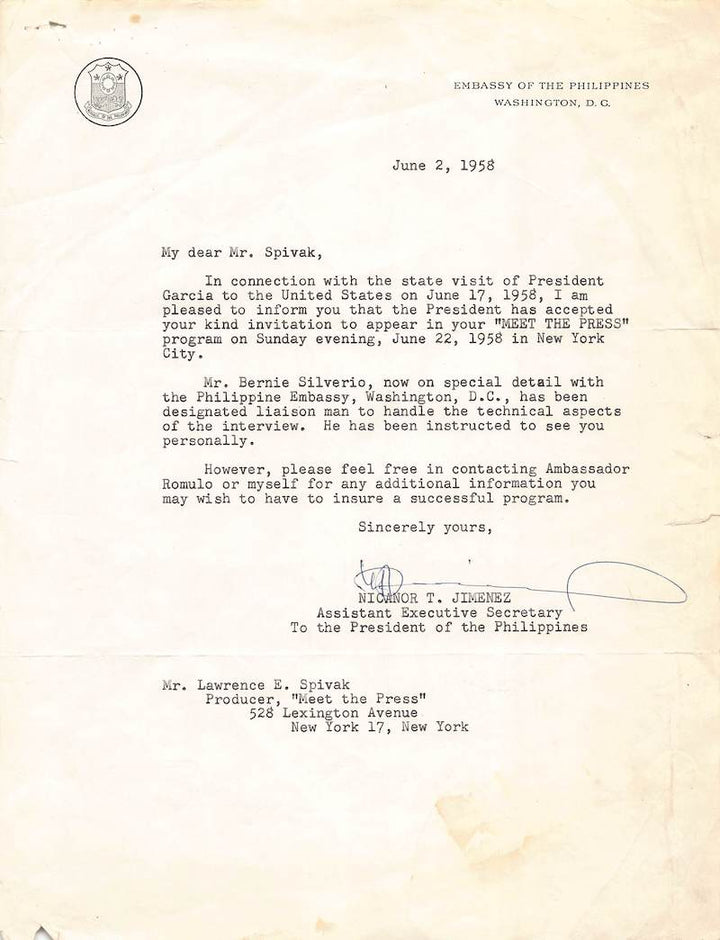 EMBASSY OF THE PHILIPPINES
WASHINGTON, D. C.
June 2, 1958
My dear Mr. Spivak,
In connection with the state visit of President
Garcia to the United States on June 17, 1958, I am
pleased to inform you that the President has accepted
your kind invitation to appear in your "MEET THE PRESS"
program on Sunday evening, June 22, 1958 in New York
City.
Mr. Bernie Silverio, now on special detail with
the Philippine Embassy, Washington, D.C., has been
designated liaison man to handle the technical aspects
of the interview. He has been instructed to see you
personally.
However, please feel free in contacting Ambassador
Romulo or myself for any additional information you
may wish to have to insure a successful program.
Sincerely yours,
NICANOR T. JIMENEZ
Assistant Executive Secretary
To the President of the Philippines
Mr. Lawrence E. Spivak
Producer, "Meet the Press"
528 Lexington Avenue
New York 17, New York